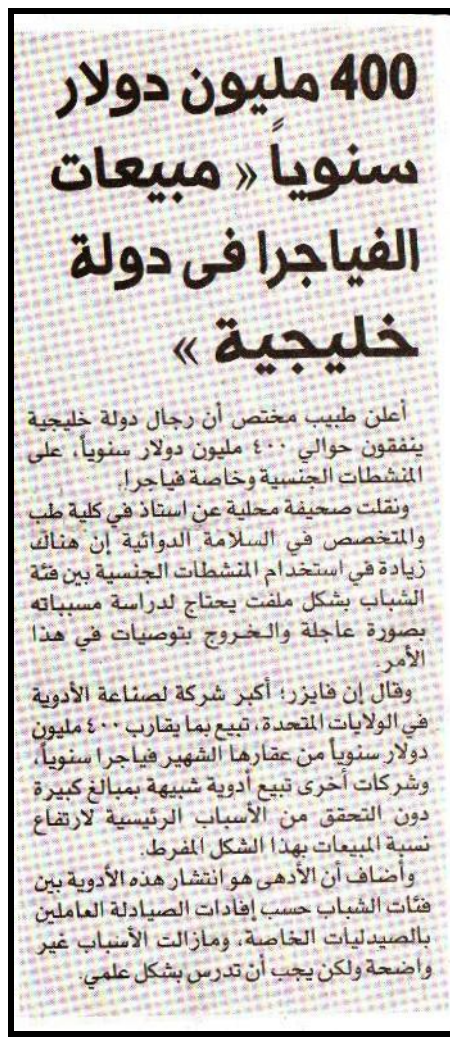 400 مليون دولار
سنوياً « مبيعات
الفياجرا فى دولة
خليجية »
أعلن طبيب مختص أن رجال دولة خليجية
ينفقون حوالي ٤٠٠ مليون دولار سنوياً، على
المنشطات الجنسية وخاصة فياجرا.
ونقلت صحيفة محلية عن استاذ في كلية طب
والمتخصص في السلامة الدوائية إن هناك
زيادة في استخدام المنشطات الجنسية بين فئة
الشباب بشكل ملفت يحتاج لدراسة مسبباته
بصورة عاجلة والخروج بتوصيات في هذا
الأمر.
وقال إن فايزر؛ أكبر شركة لصناعة الأدوية
في الولايات المتحدة، تبيع بما يقارب ٤٠٠ مليون
دولار سنوياً من عقارها الشهير فياجرا سنوياً،
وشركات أخرى تبيع أدوية شبيهة بمبالغ كبيرة
دون التحقق من الأسباب الرئيسية لارتفاع
نسبة المبيعات بهذا الشكل المفرط.
وأضاف أن الأدهى هو انتشار هذه الأدوية بين
فئات الشباب حسب إفادات الصيادلة العاملين
بالصيدليات الخاصة، ومازالت الأسباب غير
واضحة ولكن يجب أن تدرس بشكل علمي.